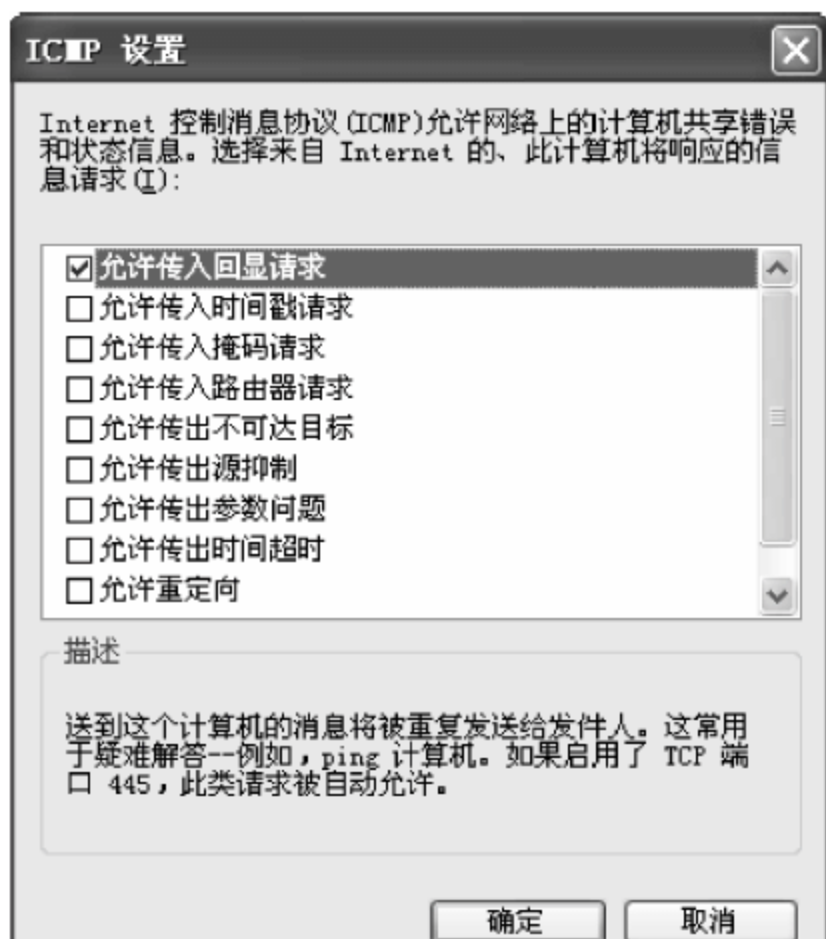 ICMP 设置
Internet 控制消息协议(ICMP)允许网络上的计算机共享错误
和状态信息。选择来自 Internet 的、此计算机将响应的信
息请求(I):
允许传入回显请求
允许传入时间戳请求
允许传入掩码请求
允许传入路由器请求
允许传出不可达目标
允许传出源抑制
允许传出参数问题
允许传出时间超时
允许重定向
描述
送到这个计算机的消息将被重复发送给发件人。这常用
于疑难解答--例如，ping 计算机。如果启用了 TCP 端
口 445，此类请求被自动允许。
确定
取消